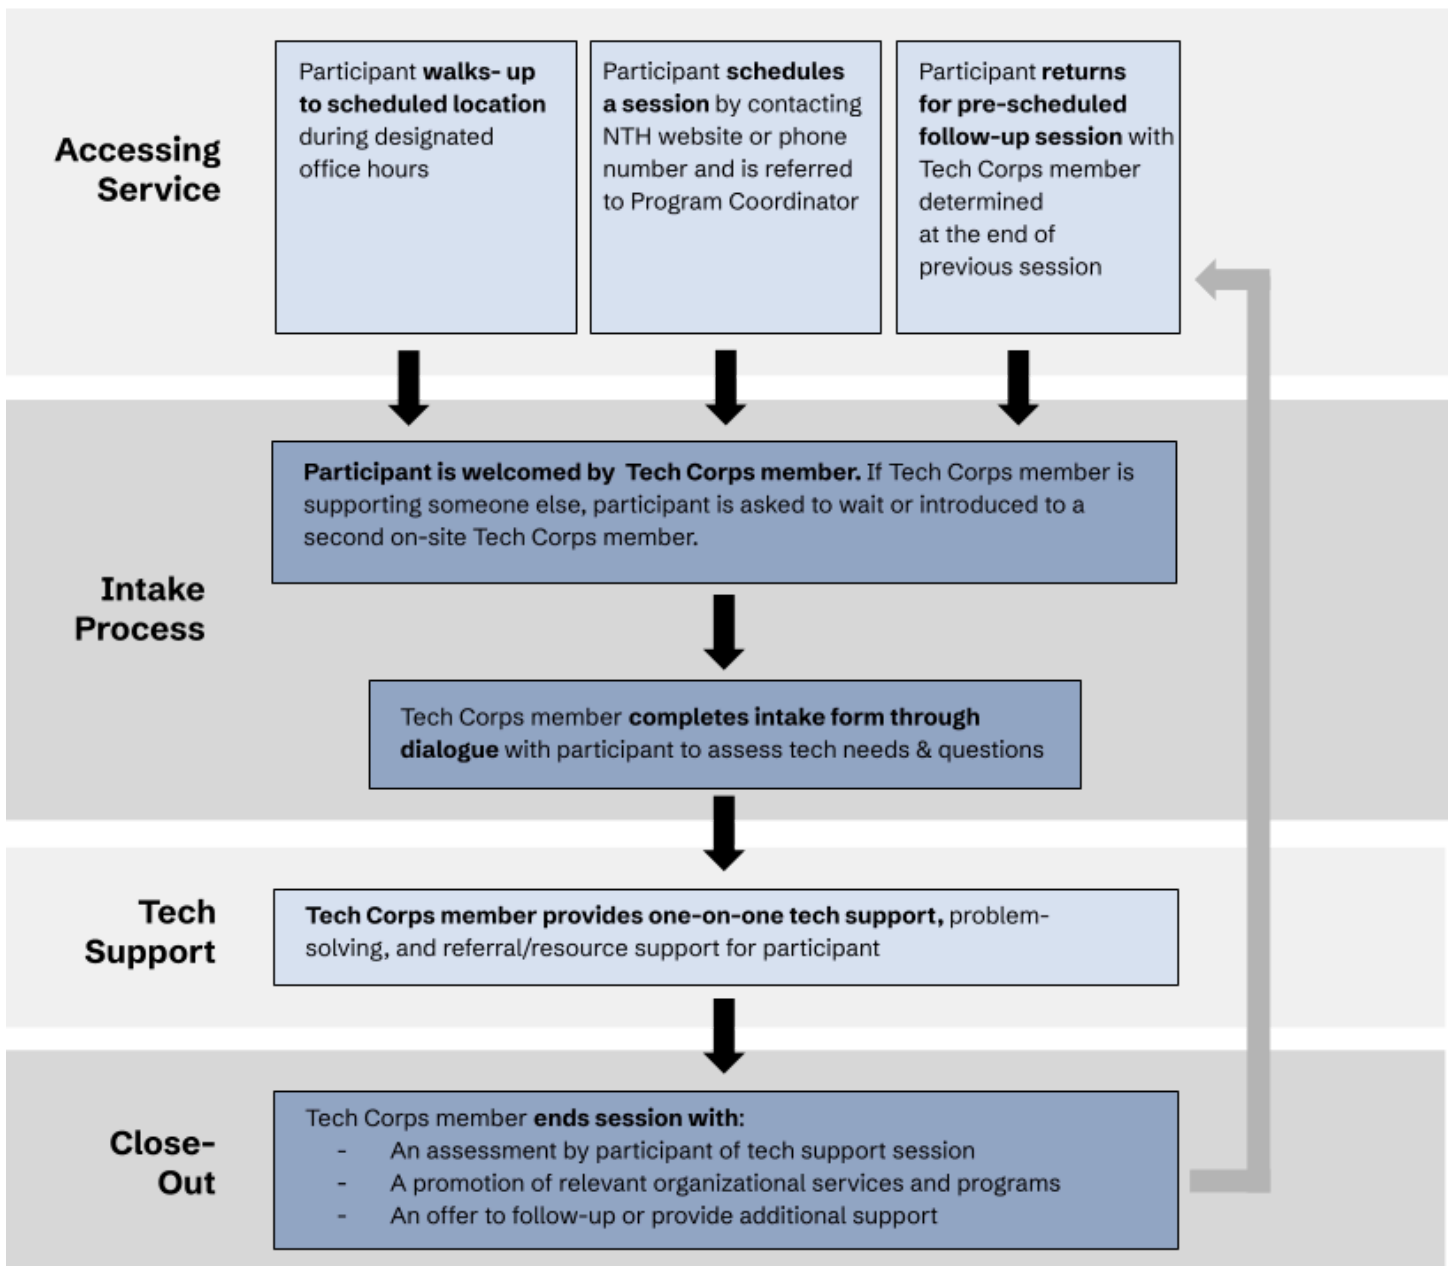 Accessing
Service
Participant walks- up
to scheduled location
during designated
office hours
Participant schedules
a session by contacting
NTH website or phone
number and is referred
to Program Coordinator
Participant returns
for pre-scheduled
follow-up session with
Tech Corps member
determined
at the end of
previous session
Intake
Process
Participant is welcomed by Tech Corps member. If Tech Corps member is
supporting someone else, participant is asked to wait or introduced to a
second on-site Tech Corps member.
Tech Corps member completes intake form through
dialogue with participant to assess tech needs & questions
Tech
Support
Tech Corps member provides one-on-one tech support, problem-
solving, and referral/resource support for participant
Close-
Out
Tech Corps member ends session with:
- An assessment by participant of tech support session
- A promotion of relevant organizational services and programs
- An offer to follow-up or provide additional support